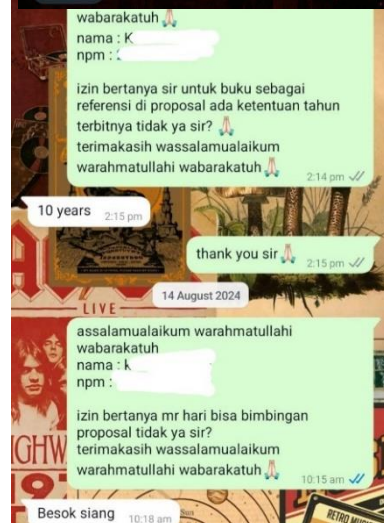 wabarakatuh 🙏🏻
nama : K
npm :
izin bertanya sir untuk buku sebagai
referensi di proposal ada ketentuan tahun
terbitnya tidak ya sir? 🙏🏻
terimakasih wassalamualaikum
warahmatullahi wabarakatuh 🙏🏻
2:14 pm
10 years 2:15 pm
thank you sir 🙏🏻 2:15 pm
14 August 2024
LIVE
assalamualaikum warahmatullahi
wabarakatuh
nama : k
npm :
izin bertanya mr hari bisa bimbingan
proposal tidak ya sir?
terimakasih wassalamualaikum
warahmatullahi wabarakatuh 🙏🏻
10:15 am
Besok siang 10:18 am
Sun